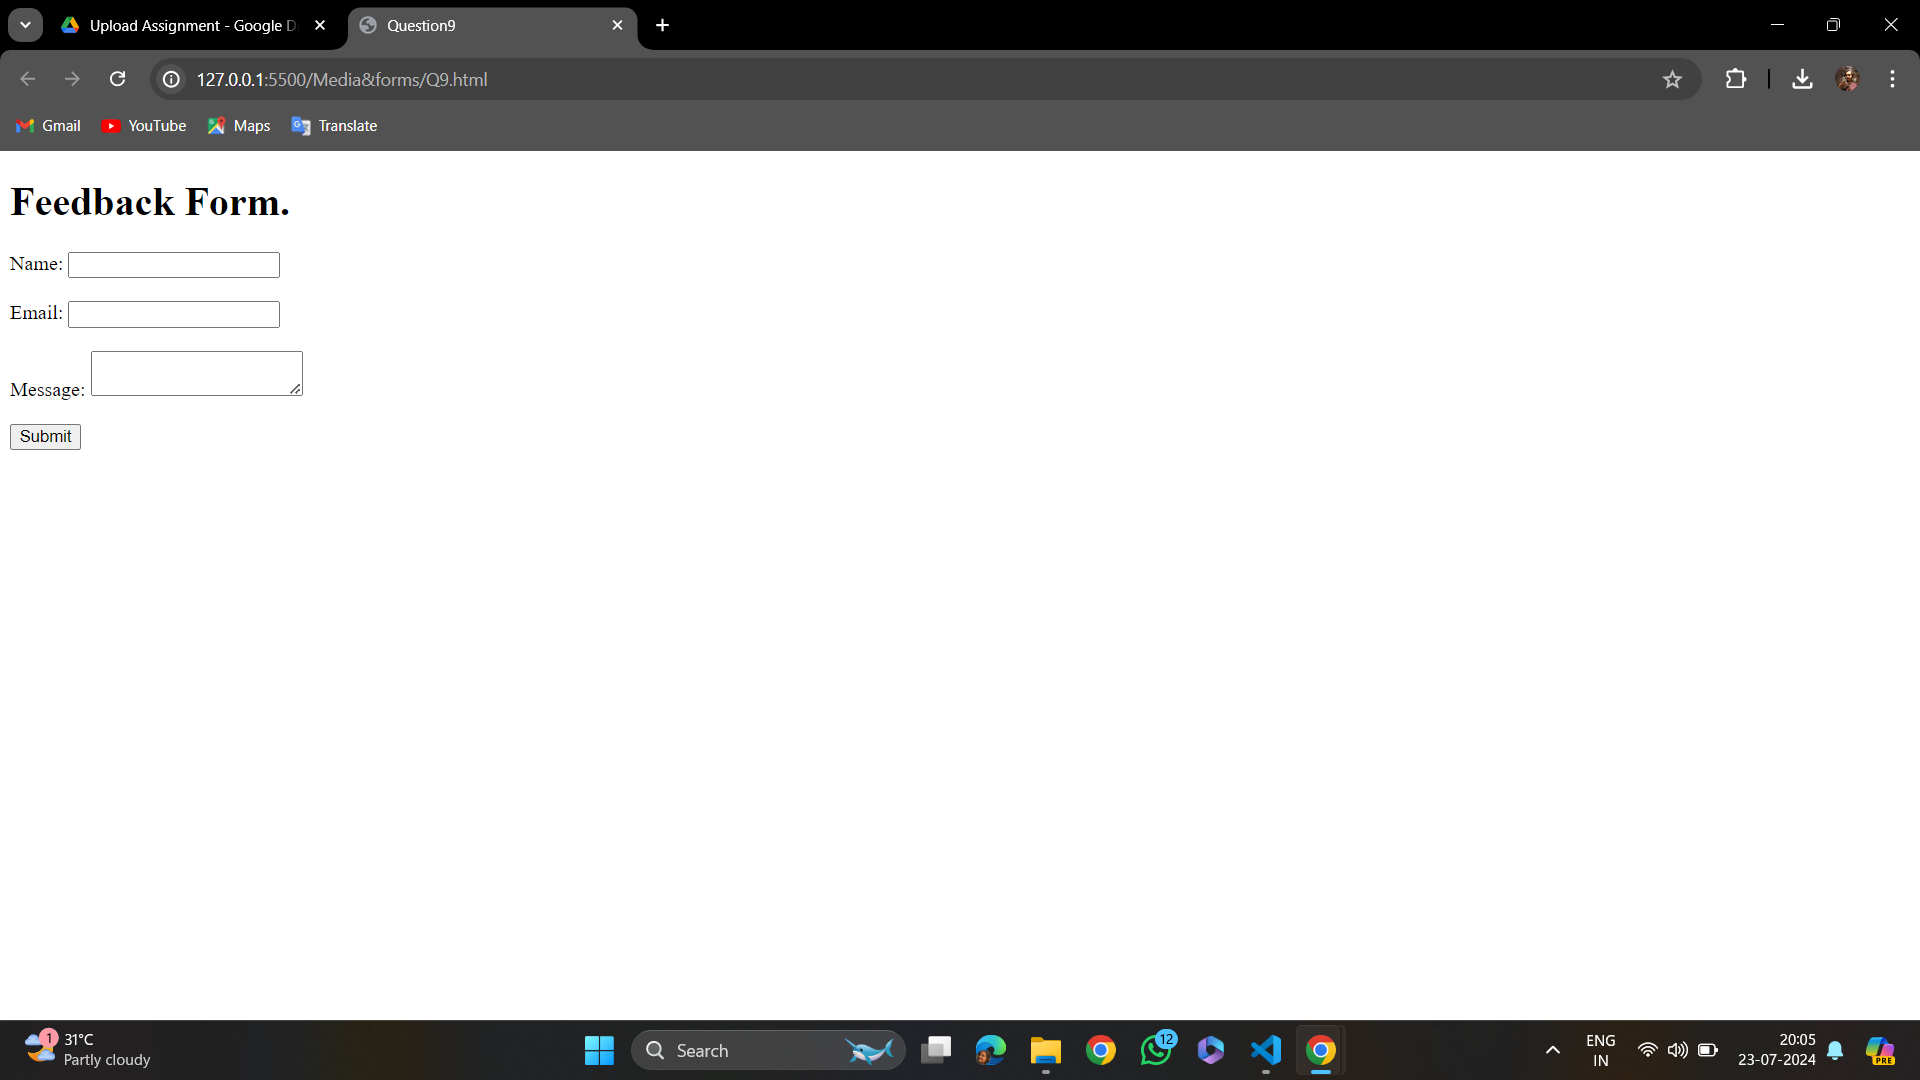 Upload Assignment - Google D
Question9
127.0.0.1:5500/Media&forms/Q9.html
Gmail
YouTube
Maps
Translate
Feedback Form.
Name:
Email:
Message:
Submit
1
31°C
Partly cloudy
Search
12
ENG
IN
20:05
23-07-2024
PRE